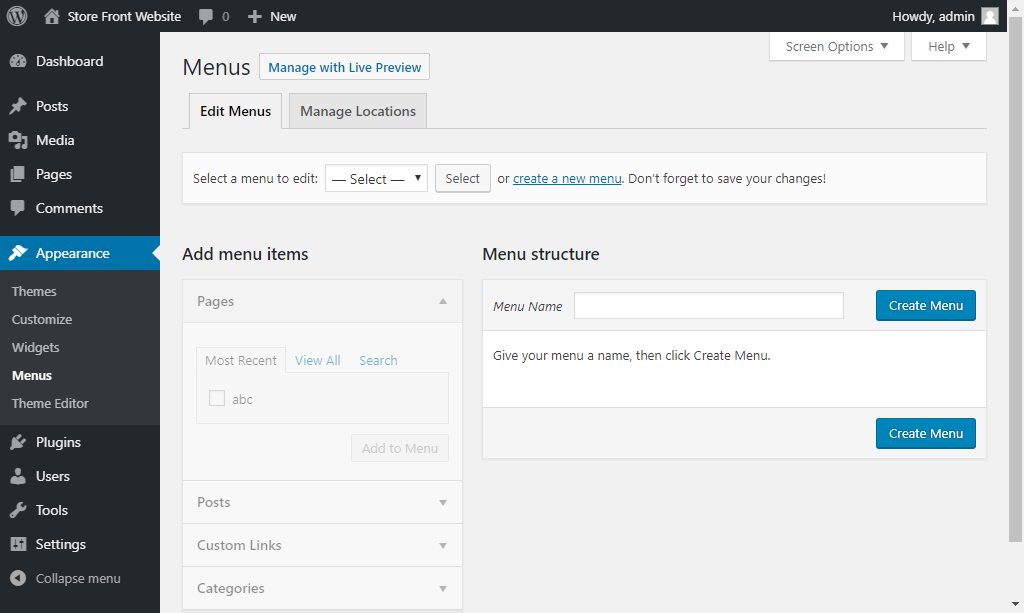 Store Front Website 0 New Howdy, admin
Dashboard
Posts
Media
Pages
Comments
Appearance
Themes
Customize
Widgets
Menus
Theme Editor
Plugins
Users
Tools
Settings
Collapse menu
Screen Options Help
Menus Manage with Live Preview
Edit Menus Manage Locations
Select a menu to edit: — Select — Select or create a new menu. Don't forget to save your changes!
Add menu items
Pages
Most Recent View All Search
abc
Add to Menu
Posts
Custom Links
Categories
Menu structure
Menu Name Create Menu
Give your menu a name, then click Create Menu.
Create Menu